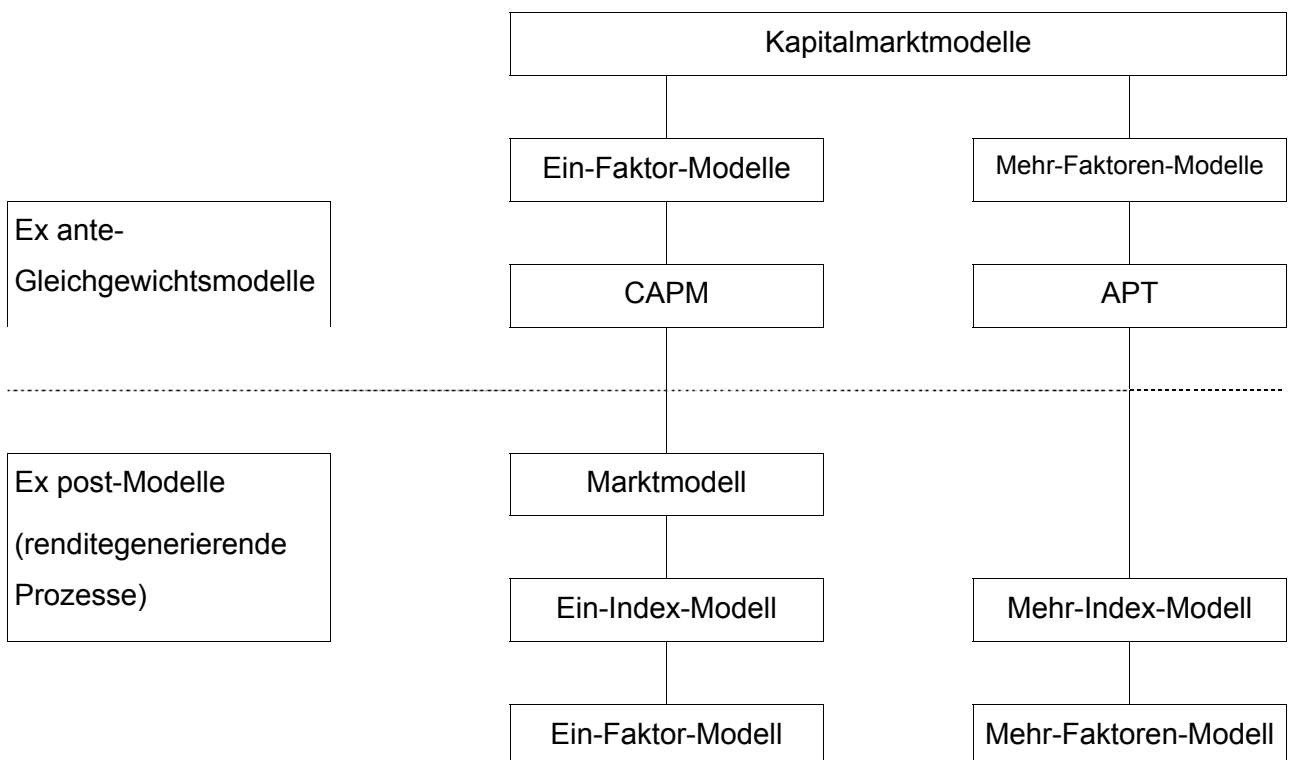 Kapitalmarktmodelle
Ein-Faktor-Modelle
Mehr-Faktoren-Modelle
Ex ante-
Gleichgewichtsmodelle
CAPM
APT
Ex post-Modelle
(renditegenerierende
Prozesse)
Marktmodell
Ein-Index-Modell
Mehr-Index-Modell
Ein-Faktor-Modell
Mehr-Faktoren-Modell